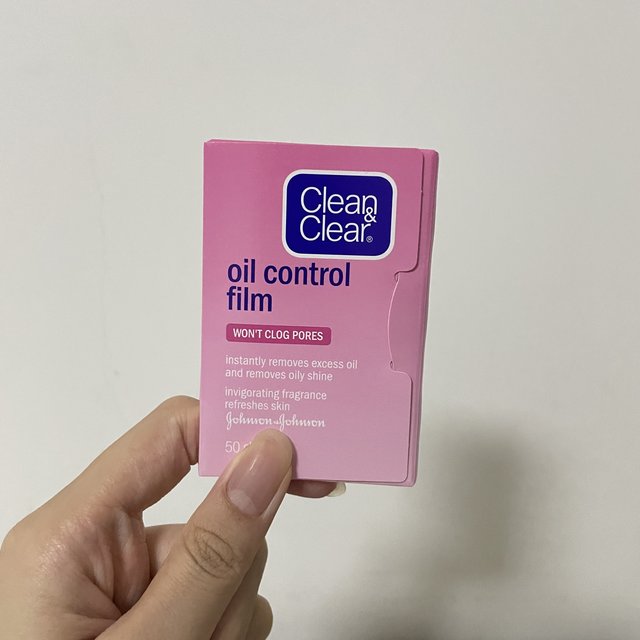 Clean
&
Clear®
oil control
film
WON'T CLOG PORES
instantly removes excess oil
and removes oily shine
invigorating fragrance
refreshes skin
Johnson & Johnson
50